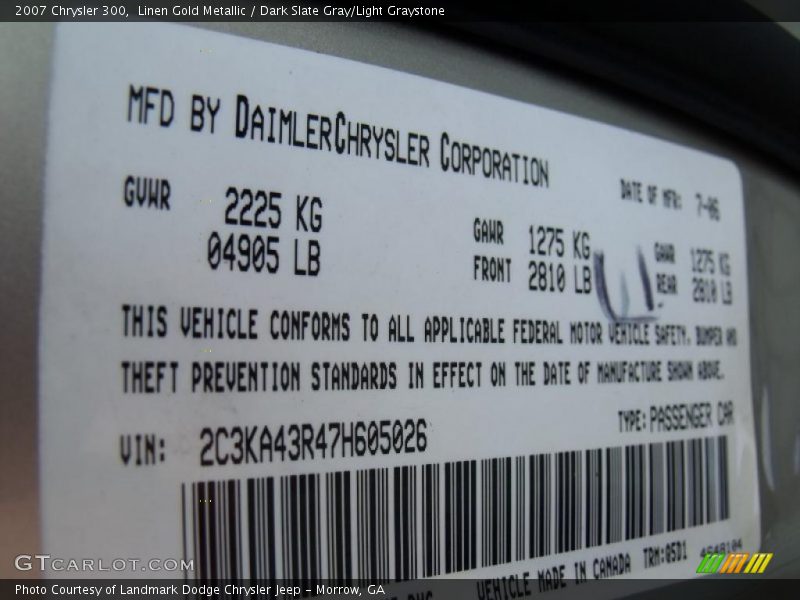 2007 Chrysler 300, Linen Gold Metallic / Dark Slate Gray/Light Graystone
MFD BY DAIMLERCHRYSLER CORPORATION
DATE OF MFR: 7-06
GVWR 2225 KG
04905 LB
GAWR 1275 KG
FRONT 2810 LB
GAWR 1275 KG
REAR 2810 LB
THIS VEHICLE CONFORMS TO ALL APPLICABLE FEDERAL MOTOR VEHICLE SAFETY, BUMPER AND
THEFT PREVENTION STANDARDS IN EFFECT ON THE DATE OF MANUFACTURE SHOWN ABOVE.
VIN: 2C3KA43R47H605026
TYPE: PASSENGER CAR
VEHICLE MADE IN CANADA TRM:85D1
GTCARLOT.COM
Photo Courtesy of Landmark Dodge Chrysler Jeep - Morrow, GA